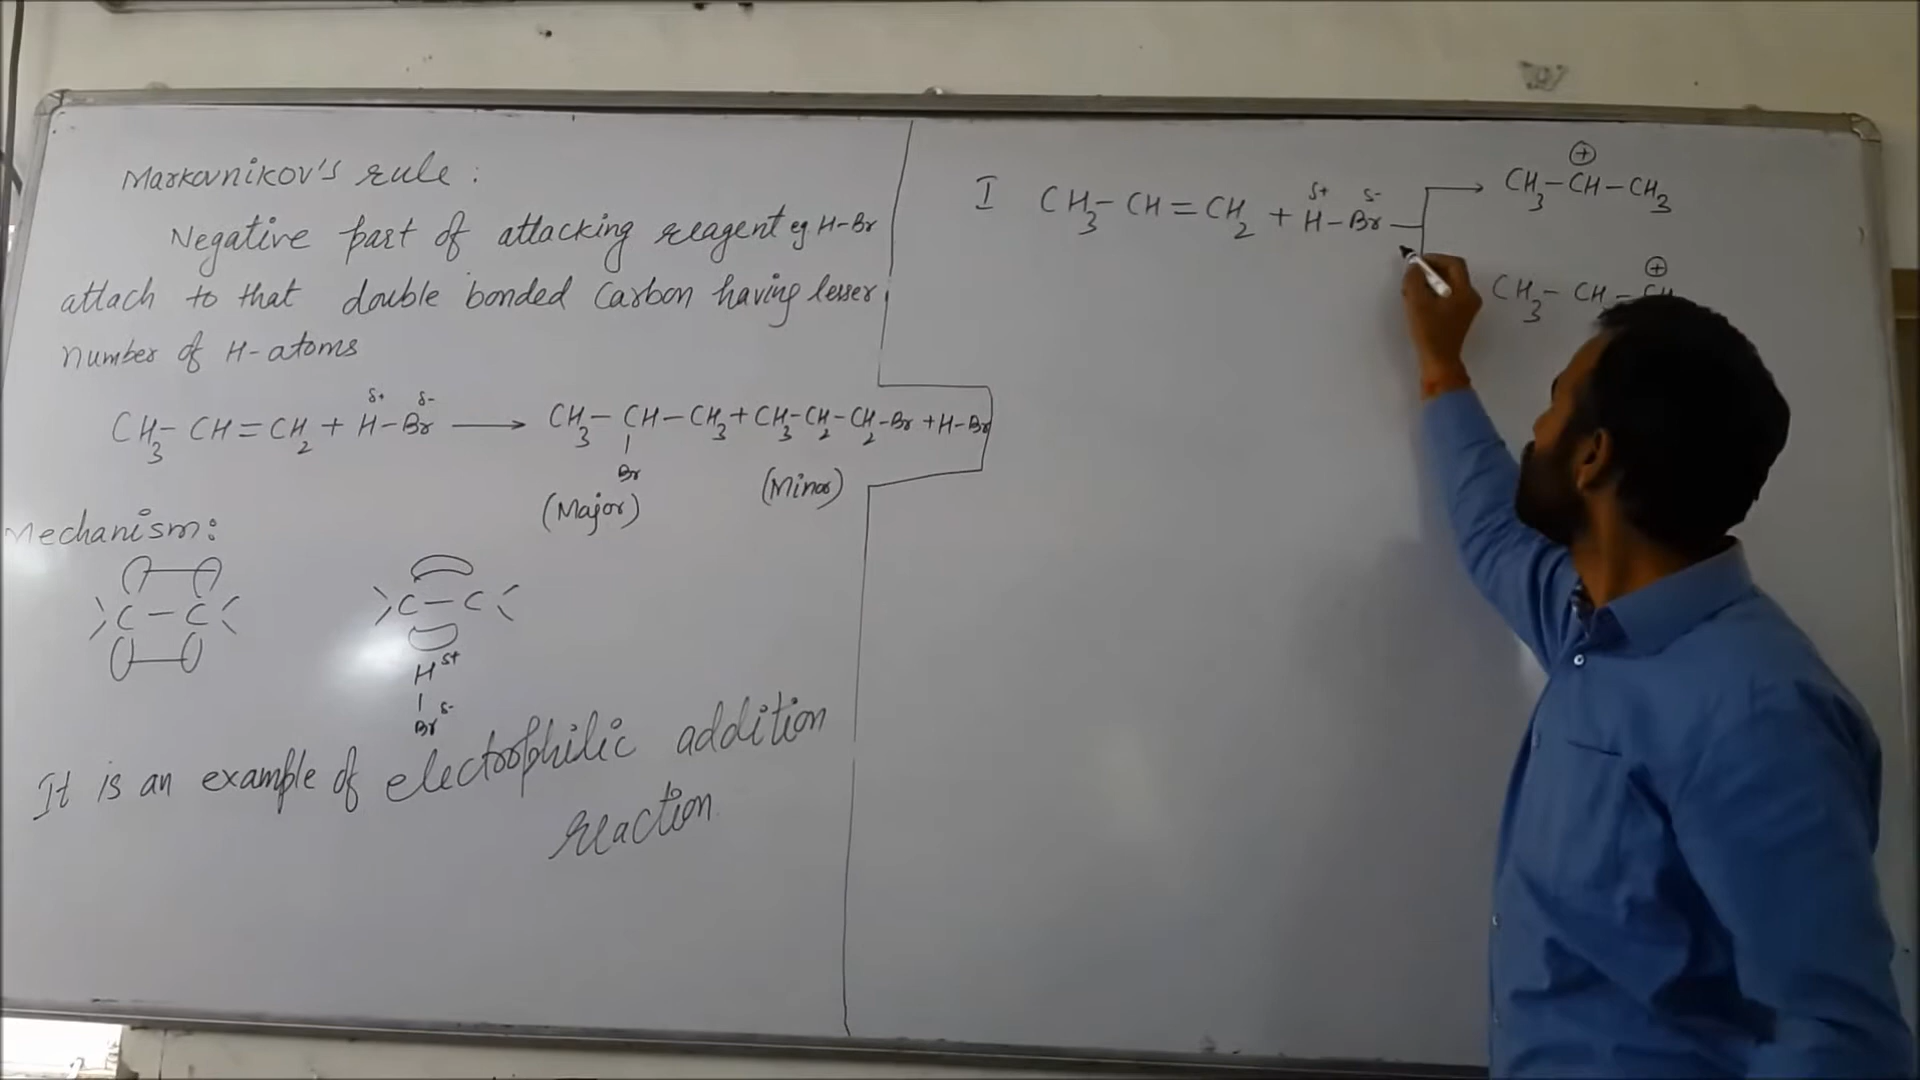 Markovnikov's rule :
Negative part of attacking reagent eg H-Br
attach to that double bonded Carbon having lesser
number of H-atoms
CH₃ – CH = CH₂ + H^δ+ – Br^δ- ⟶ CH₃ – CH – CH₃ + CH₃ – CH₂ – CH₂ – Br + H-Br
Br
(Major) (Minor)
Mechanism:
C – C
C – C
H^δ+
Br^δ-
It is an example of electrophilic addition
reaction
I CH₃ – CH = CH₂ + H^δ+ – Br^δ-
CH₃ – CH^⊕ – CH₃
CH₃ – CH – CH^⊕